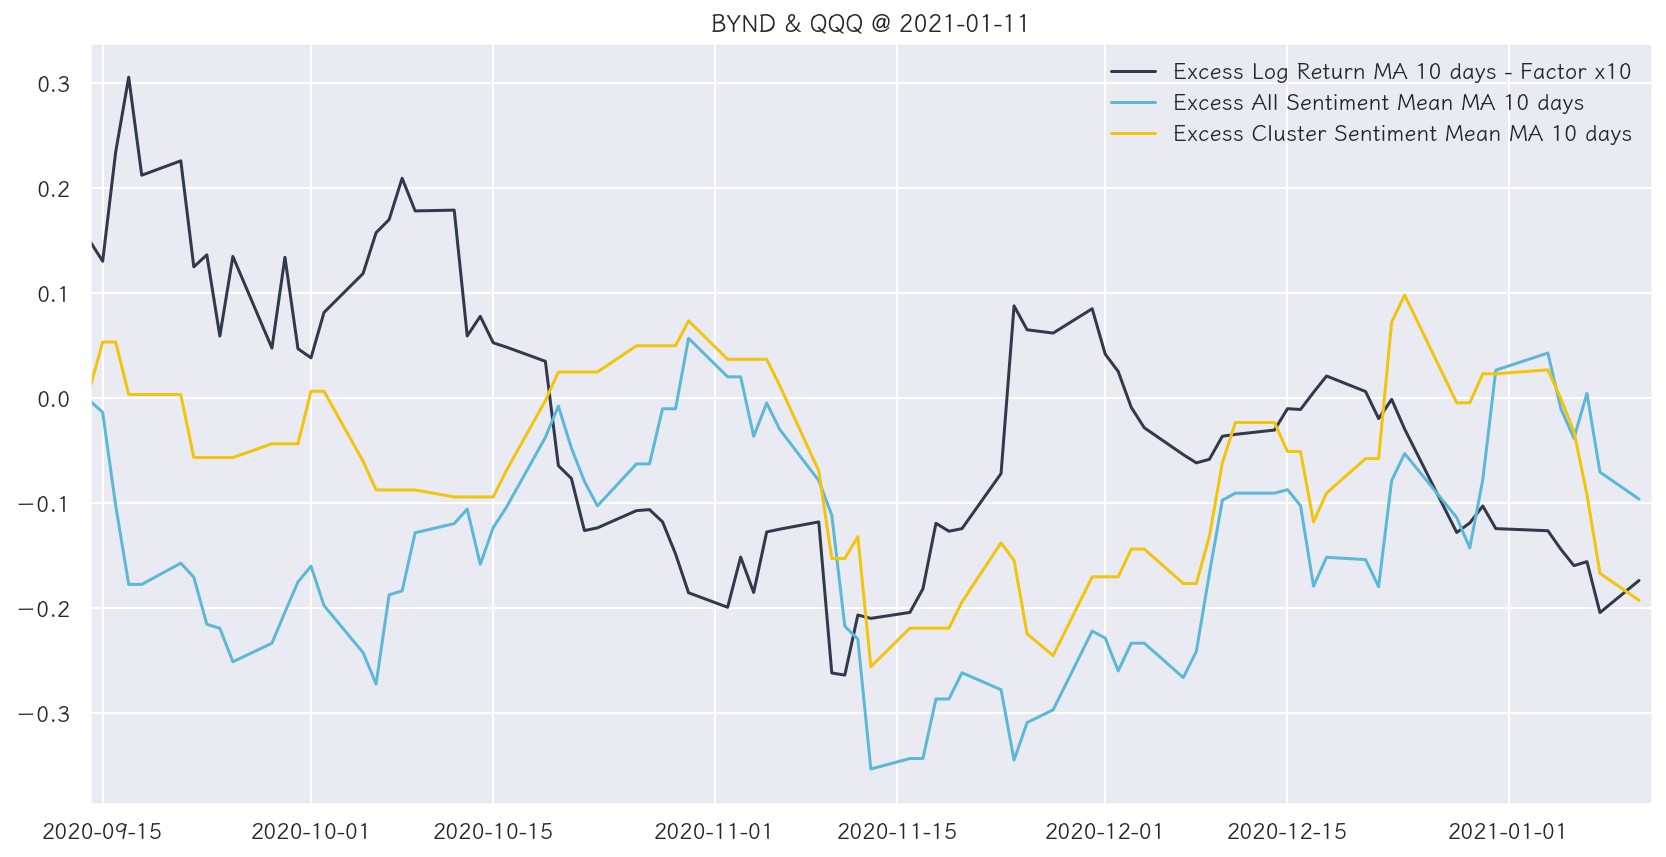 BYND & QQQ @ 2021-01-11
Excess Log Return MA 10 days - Factor x10
Excess All Sentiment Mean MA 10 days
Excess Cluster Sentiment Mean MA 10 days
0.3
0.2
0.1
0.0
−0.1
−0.2
−0.3
2020-09-15 2020-10-01 2020-10-15 2020-11-01 2020-11-15 2020-12-01 2020-12-15 2021-01-01